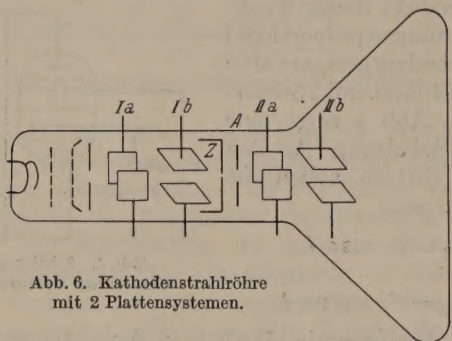 Ia Ib A IIa IIb
Z
Abb. 6. Kathodenstrahlröhre
mit 2 Plattensystemen.